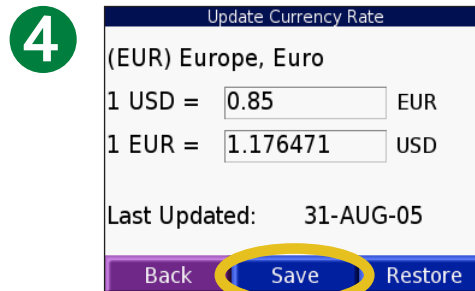 4
Update Currency Rate
(EUR) Europe, Euro
1 USD = 0.85 EUR
1 EUR = 1.176471 USD
Last Updated: 31-AUG-05
Back Save Restore